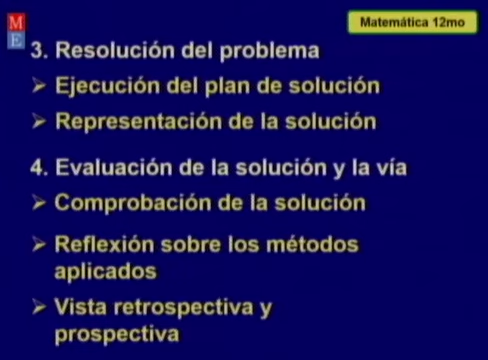 M
E
Matemática 12mo
3. Resolución del problema
➢ Ejecución del plan de solución
➢ Representación de la solución
4. Evaluación de la solución y la vía
➢ Comprobación de la solución
➢ Reflexión sobre los métodos
aplicados
➢ Vista retrospectiva y
prospectiva